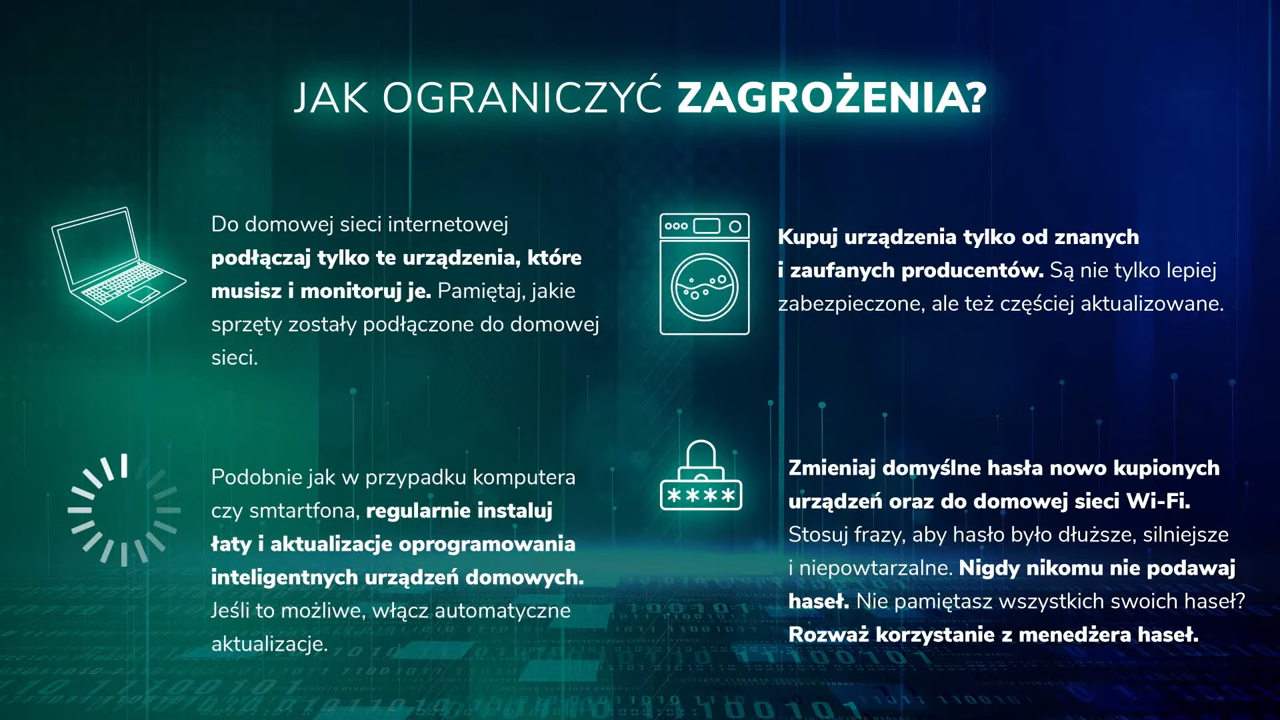 JAK OGRANICZYĆ ZAGROŻENIA?
Do domowej sieci internetowej
podłączaj tylko te urządzenia, które
musisz i monitoruj je. Pamiętaj, jakie
sprzęty zostały podłączone do domowej
sieci.
Kupuj urządzenia tylko od znanych
i zaufanych producentów. Są nie tylko lepiej
zabezpieczone, ale też częściej aktualizowane.
Podobnie jak w przypadku komputera
czy smtartfona, regularnie instaluj
łaty i aktualizacje oprogramowania
inteligentnych urządzeń domowych.
Jeśli to możliwe, włącz automatyczne
aktualizacje.
****
Zmieniaj domyślne hasła nowo kupionych
urządzeń oraz do domowej sieci Wi-Fi.
Stosuj frazy, aby hasło było dłuższe, silniejsze
i niepowtarzalne. Nigdy nikomu nie podawaj
haseł. Nie pamiętasz wszystkich swoich haseł?
Rozważ korzystanie z menedżera haseł.